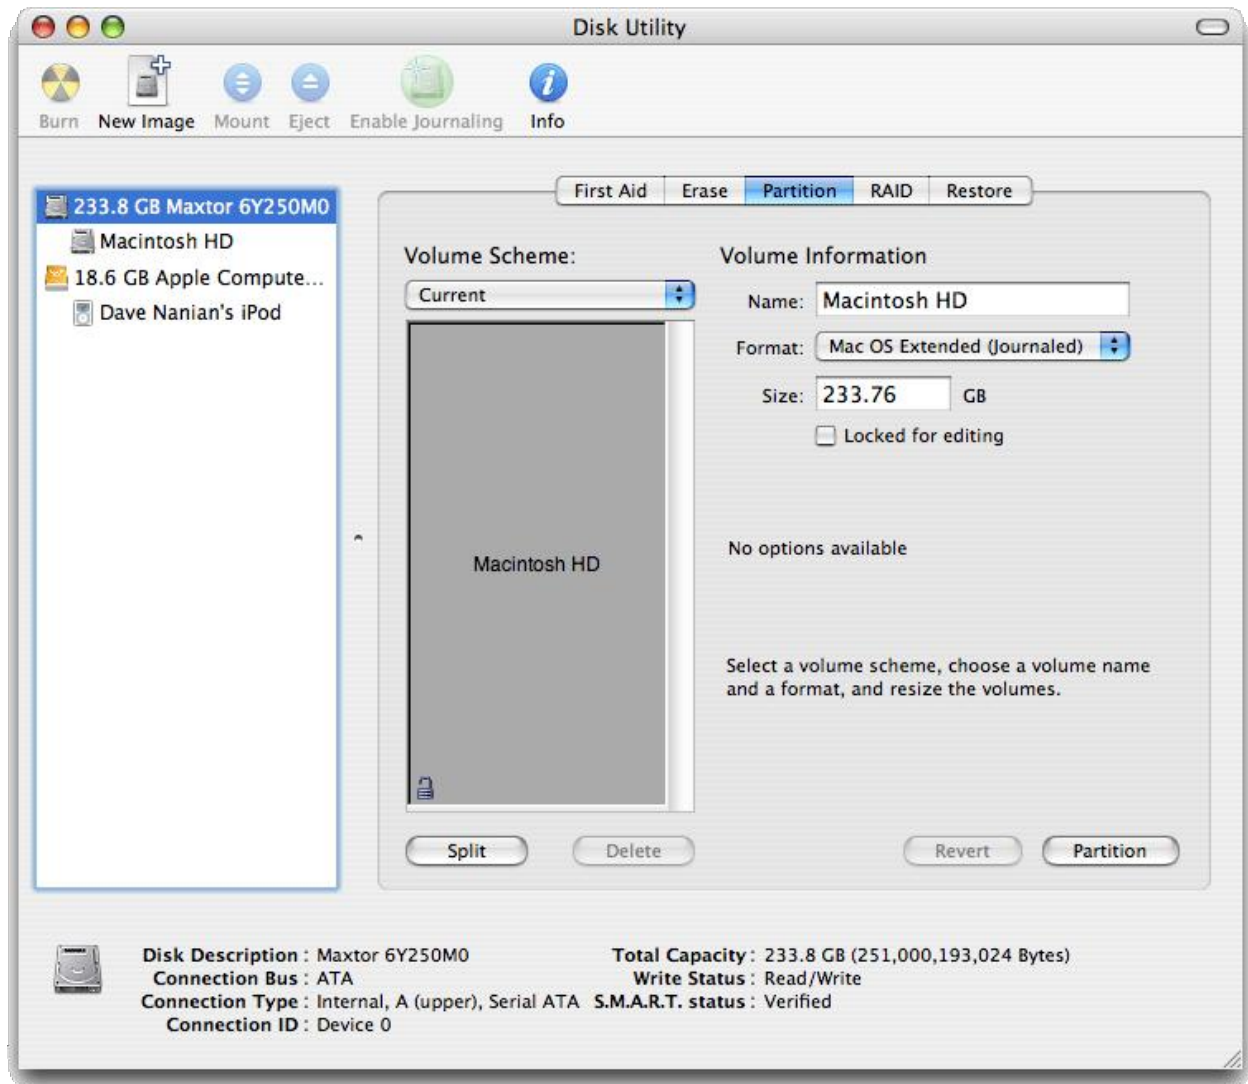 Disk Utility
Burn New Image Mount Eject Enable Journaling Info
233.8 GB Maxtor 6Y250M0
Macintosh HD
18.6 GB Apple Compute...
Dave Nanian's iPod
First Aid Erase Partition RAID Restore
Volume Scheme:
Current
Macintosh HD
Split Delete
Volume Information
Name: Macintosh HD
Format: Mac OS Extended (Journaled)
Size: 233.76 GB
Locked for editing
No options available
Select a volume scheme, choose a volume name
and a format, and resize the volumes.
Revert Partition
Disk Description : Maxtor 6Y250M0
Connection Bus : ATA
Connection Type : Internal, A (upper), Serial ATA
Connection ID : Device 0
Total Capacity : 233.8 GB (251,000,193,024 Bytes)
Write Status : Read/Write
S.M.A.R.T. status : Verified